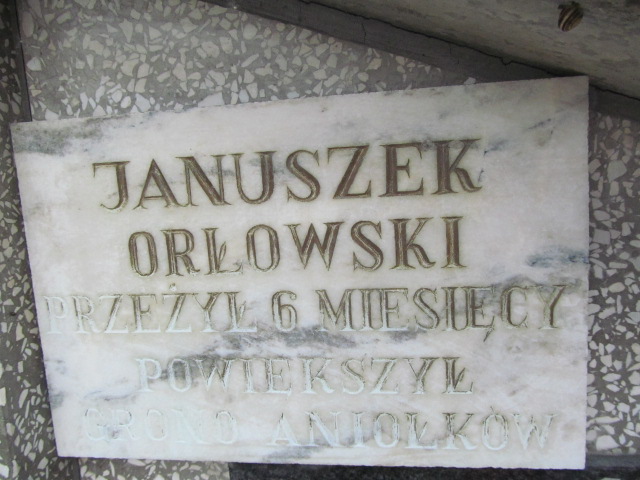 JANUSZEK
ORŁOWSKI
PRZEŻYŁ 6 MIESIĘCY
POWIĘKSZYŁ
GRONO ANIOŁKÓW